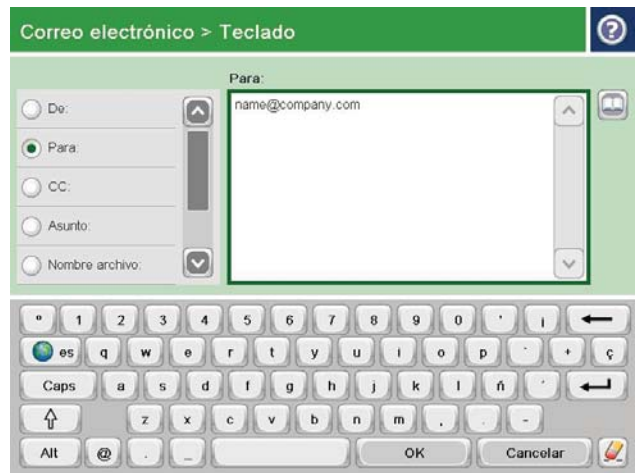 Correo electrónico > Teclado
Para:
De:
name@company.com
Para:
CC:
Asunto:
Nombre archivo:
º 1 2 3 4 5 6 7 8 9 0 ' ¡
es q w e r t y u i o p ` + ç
Caps a s d f g h j k l ñ ´
z x c v b n m , . -
Alt @ . _ OK Cancelar